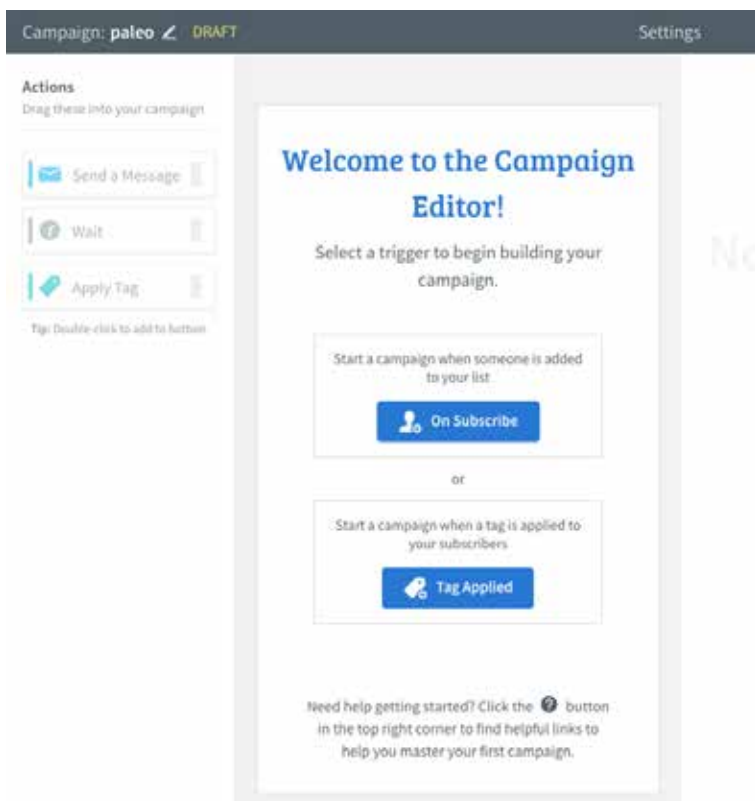 Campaign: paleo DRAFT Settings
Actions
Drag these into your campaign
Send a Message
Wait
Apply Tag
Tip: Double-click to add to bottom
Welcome to the Campaign
Editor!
Select a trigger to begin building your
campaign.
Start a campaign when someone is added
to your list
On Subscribe
or
Start a campaign when a tag is applied to
your subscribers
Tag Applied
Need help getting started? Click the ? button
in the top right corner to find helpful links to
help you master your first campaign.